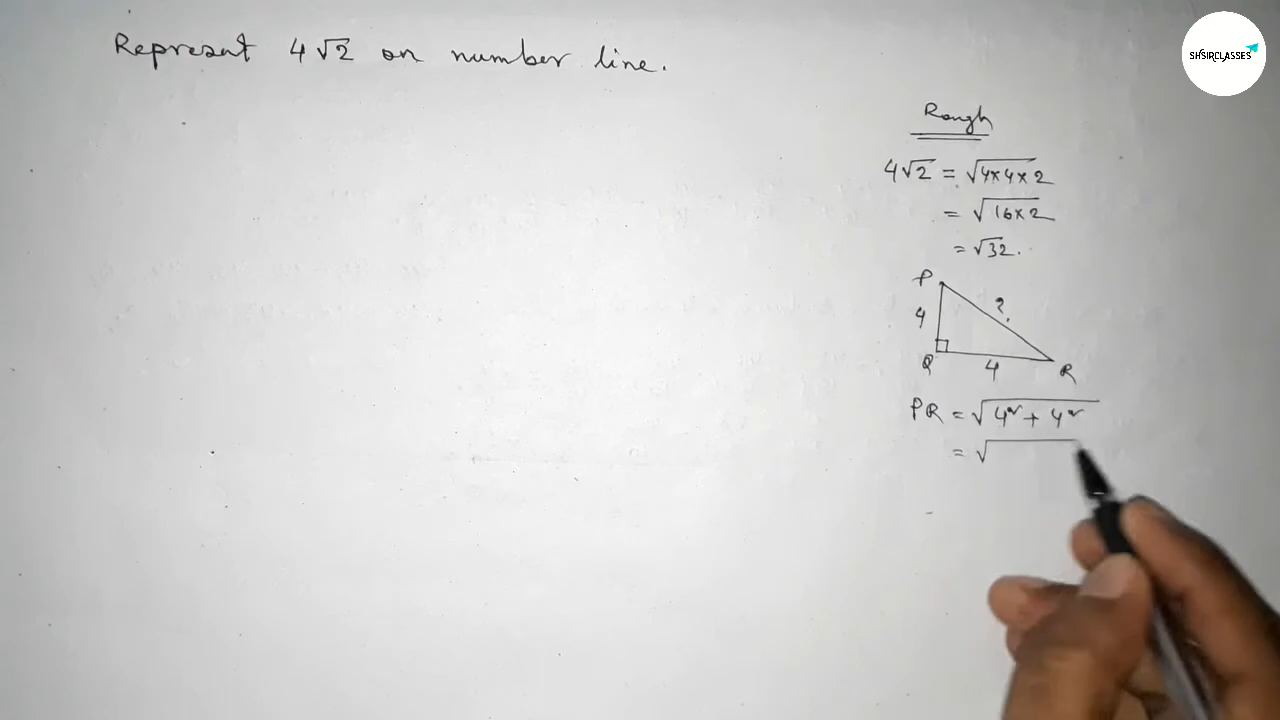 Represent 4√2 on number line.
SHSIRCLASSES
Rough
4√2 = √4×4×2
= √16×2
= √32.
P
4
?
Q
4
R
PR = √4² + 4²
= √